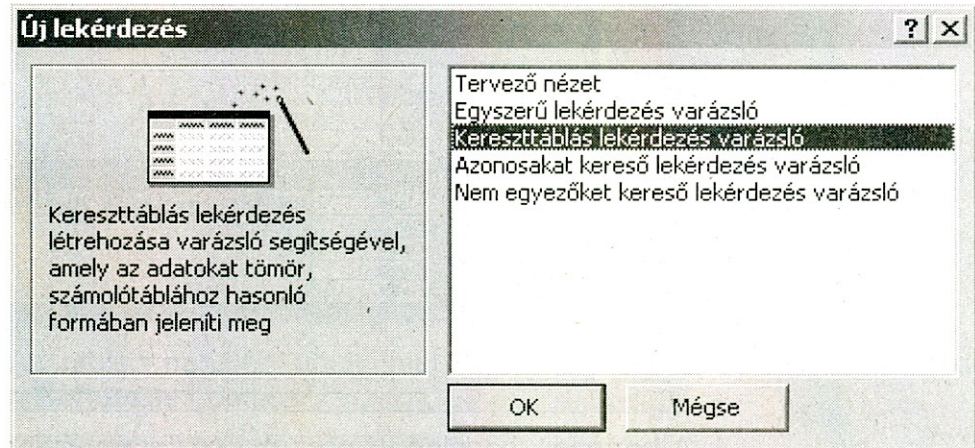 Új lekérdezés
Kereszttáblás lekérdezés
létrehozása varázsló segítségével,
amely az adatokat tömör,
számolótáblához hasonló
formában jeleníti meg
Tervező nézet
Egyszerű lekérdezés varázsló
Kereszttáblás lekérdezés varázsló
Azonosakat kereső lekérdezés varázsló
Nem egyezőket kereső lekérdezés varázsló
OK
Mégse